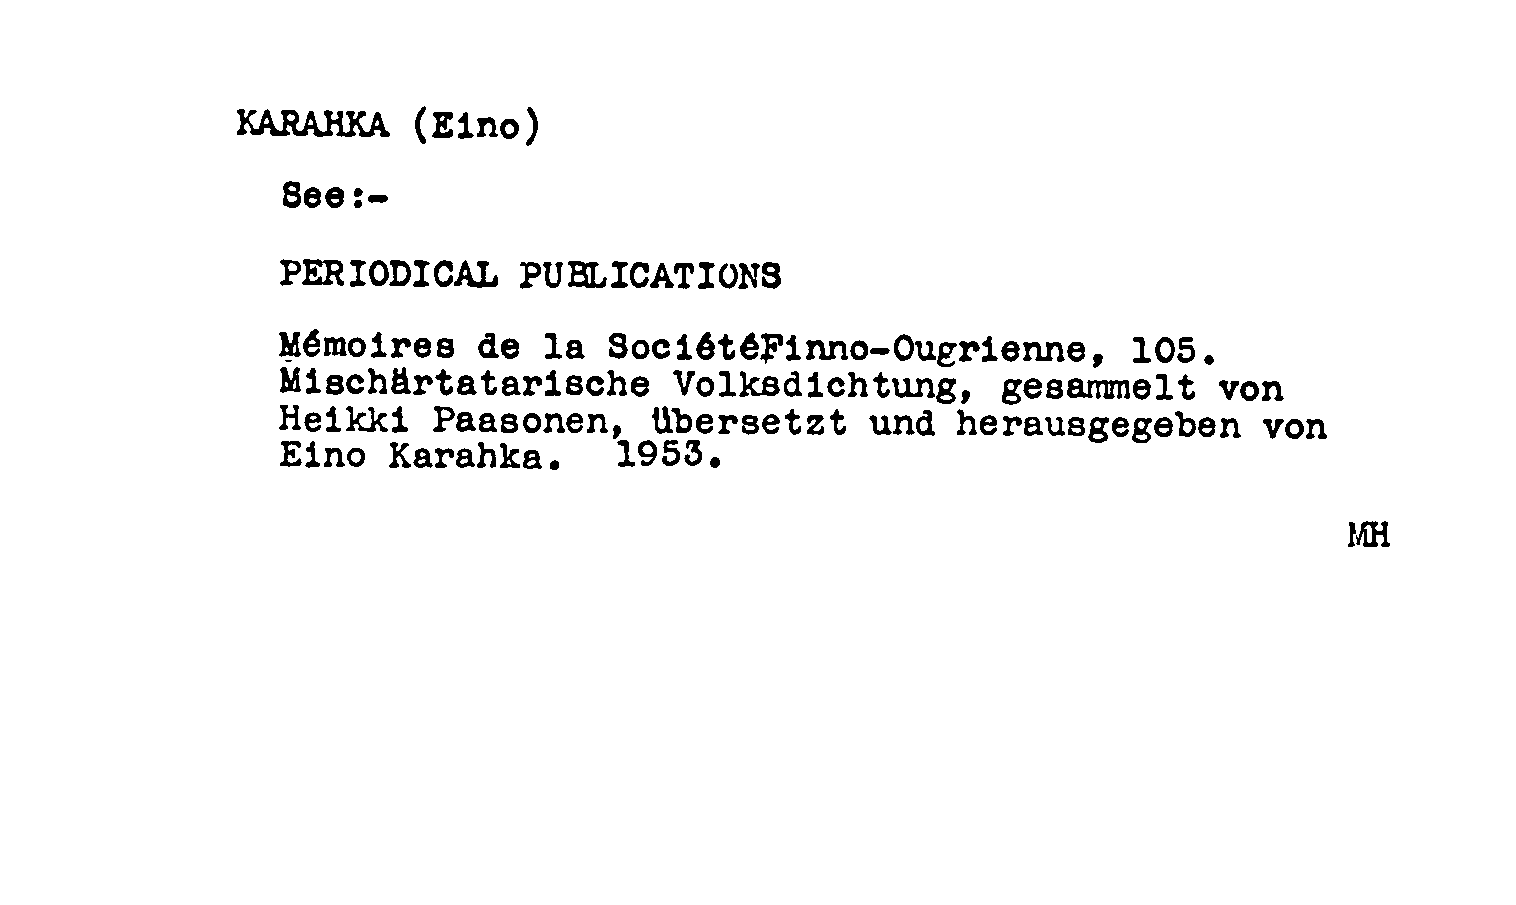 KARAHKA (Eino)
See:-
PERIODICAL PUBLICATIONS
Mémoires de la SociétéFinno-Ougrienne, 105.
Mischärtatarische Volksdichtung, gesammelt von
Heikki Paasonen, übersetzt und herausgegeben von
Eino Karahka. 1953.
MH